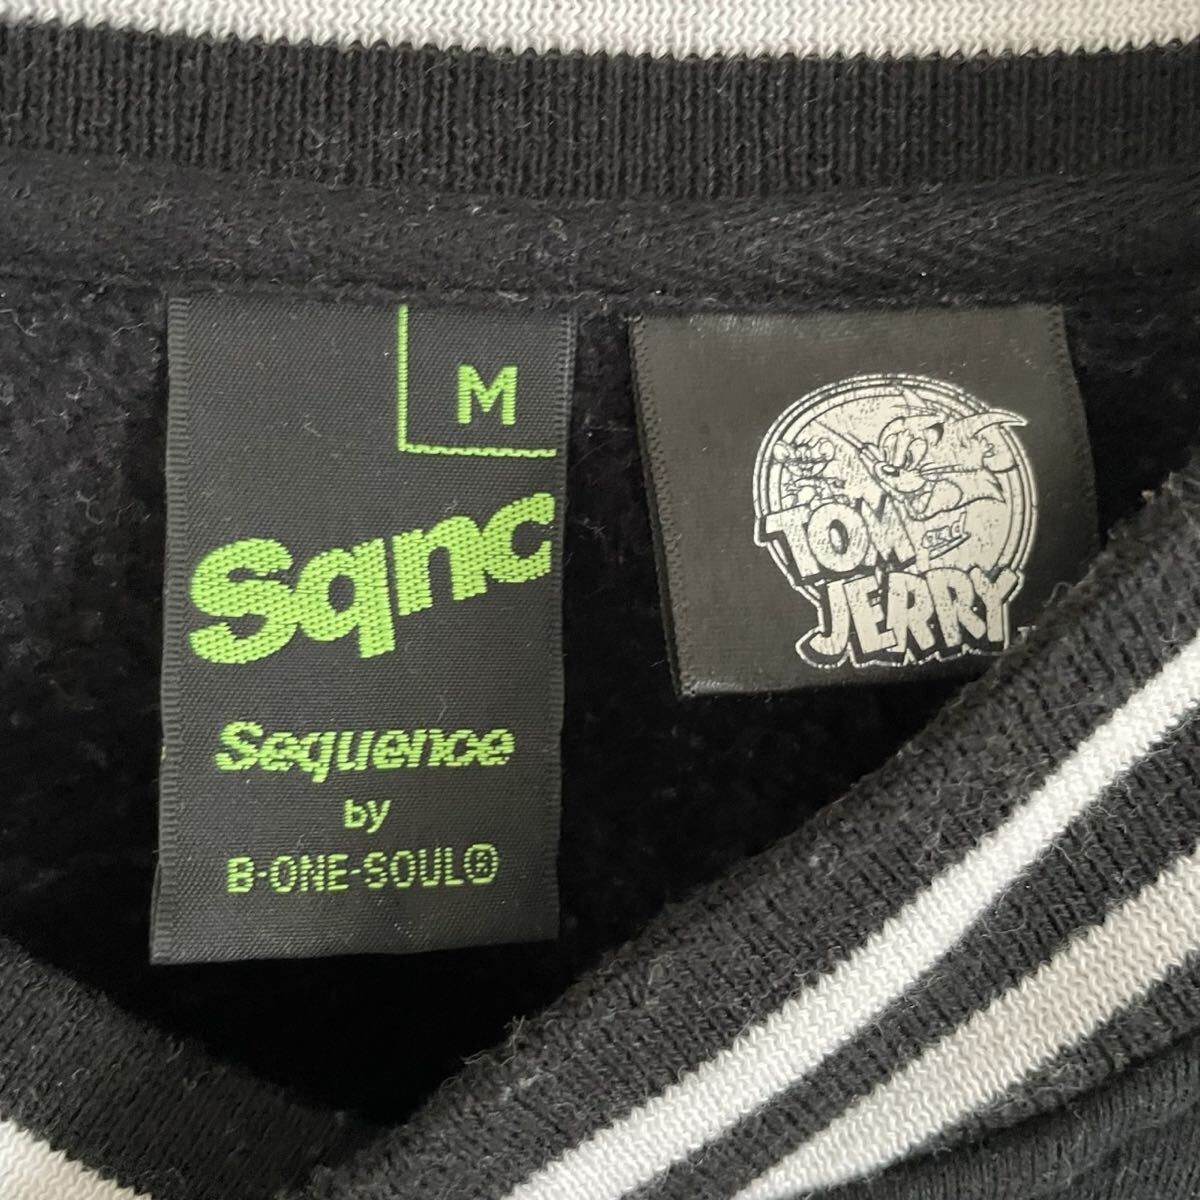 M
sqnc
Sequence
by
B-ONE-SOUL®
TOM
and
JERRY